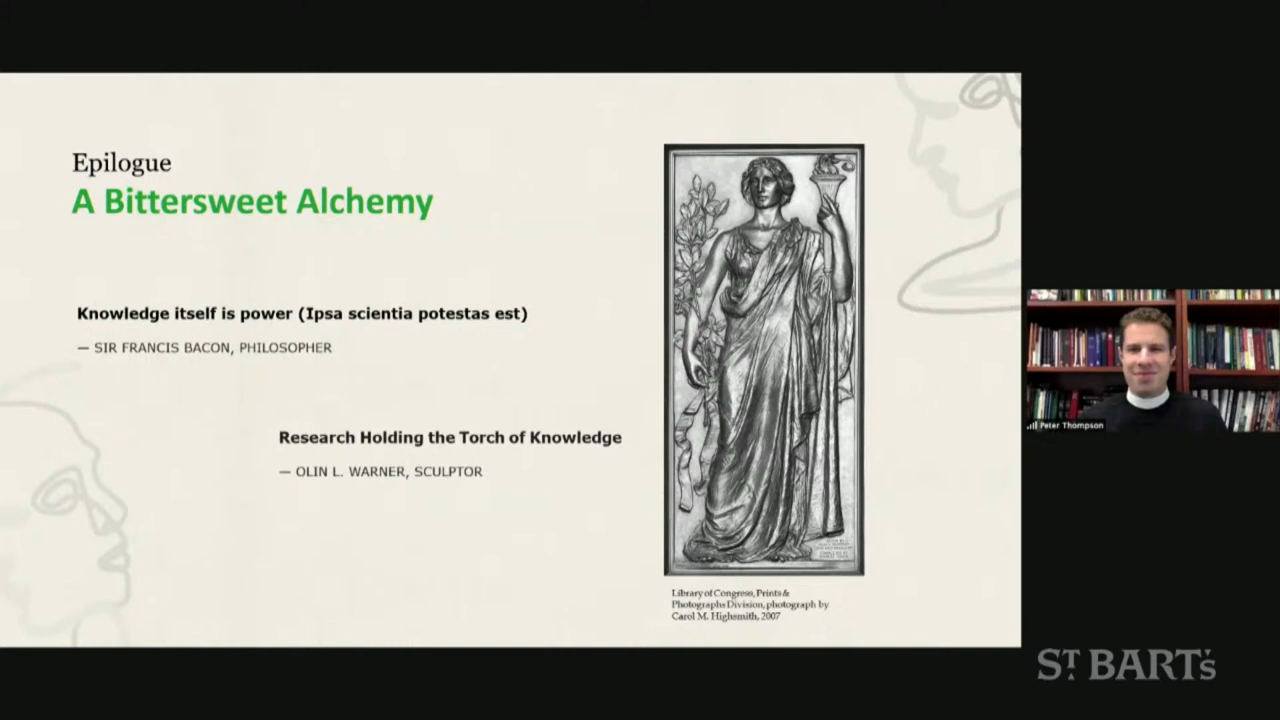 Epilogue
A Bittersweet Alchemy
Knowledge itself is power (Ipsa scientia potestas est)
— SIR FRANCIS BACON, PHILOSOPHER
Research Holding the Torch of Knowledge
— OLIN L. WARNER, SCULPTOR
Library of Congress, Prints &
Photographs Division, photograph by
Carol M. Highsmith, 2007
Peter Thompson
ST. BART'S